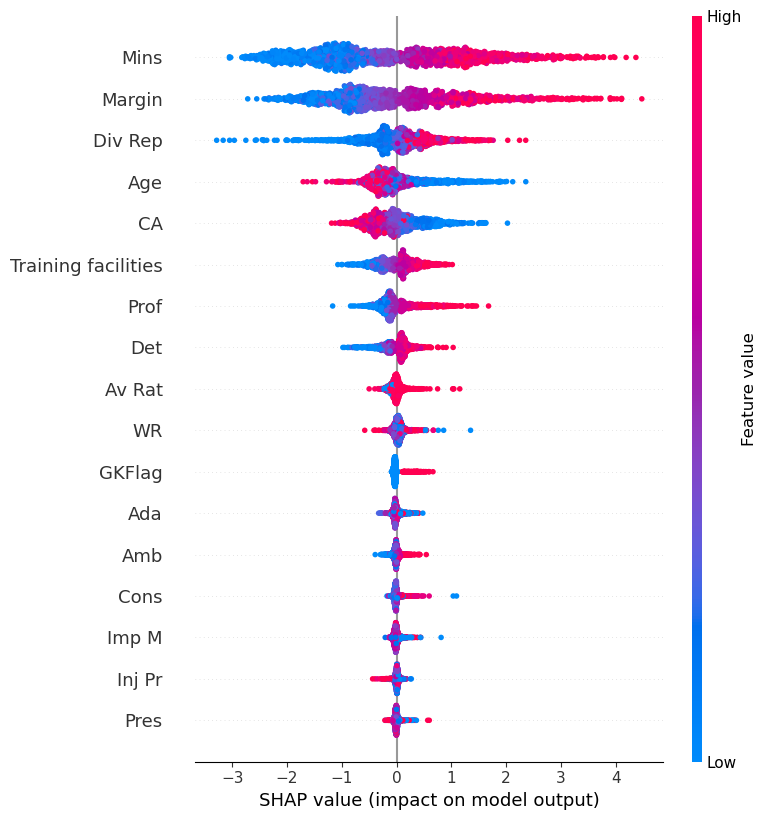 High
Mins
Margin
Div Rep
Age
CA
Training facilities
Prof
Det
Av Rat
WR
GKFlag
Ada
Amb
Cons
Imp M
Inj Pr
Pres
Feature value
Low
−3 −2 −1 0 1 2 3 4
SHAP value (impact on model output)